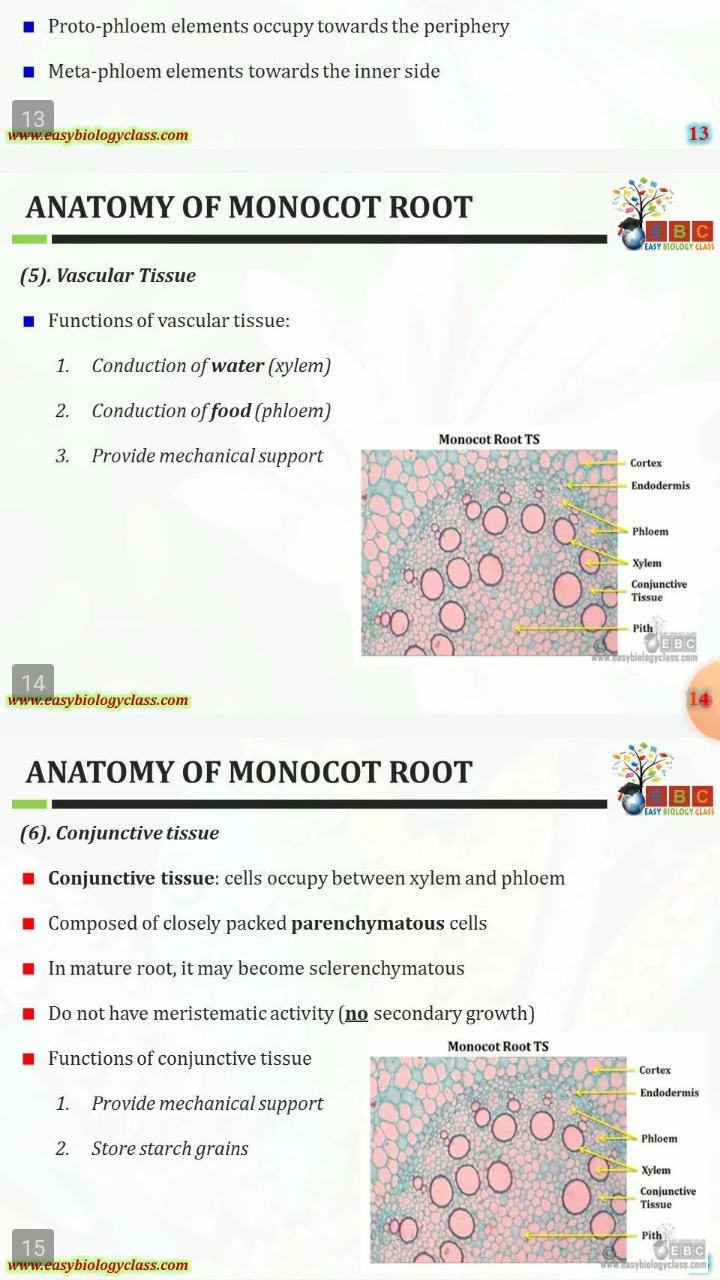 ■ Proto-phloem elements occupy towards the periphery
■ Meta-phloem elements towards the inner side
13
www.easybiologyclass.com
13
ANATOMY OF MONOCOT ROOT
E B C
EASY BIOLOGY CLASS
(5). Vascular Tissue
■ Functions of vascular tissue:
1. Conduction of water (xylem)
2. Conduction of food (phloem)
3. Provide mechanical support
Monocot Root TS
Cortex
Endodermis
Phloem
Xylem
Conjunctive
Tissue
Pith
EBC
www.easybiologyclass.com
14
www.easybiologyclass.com
14
ANATOMY OF MONOCOT ROOT
E B C
EASY BIOLOGY CLASS
(6). Conjunctive tissue
■ Conjunctive tissue: cells occupy between xylem and phloem
■ Composed of closely packed parenchymatous cells
■ In mature root, it may become sclerenchymatous
■ Do not have meristematic activity (no secondary growth)
■ Functions of conjunctive tissue
1. Provide mechanical support
2. Store starch grains
Monocot Root TS
Cortex
Endodermis
Phloem
Xylem
Conjunctive
Tissue
Pith
EBC
www.easybiologyclass.com
15
www.easybiologyclass.com